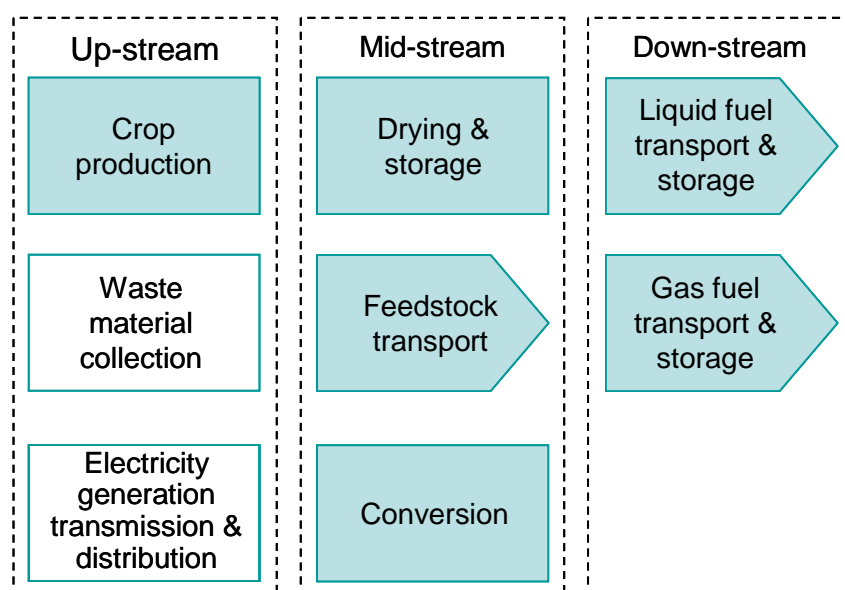 Up-stream
Crop
production
Waste
material
collection
Electricity
generation
transmission &
distribution
Mid-stream
Drying &
storage
Feedstock
transport
Conversion
Down-stream
Liquid fuel
transport &
storage
Gas fuel
transport &
storage